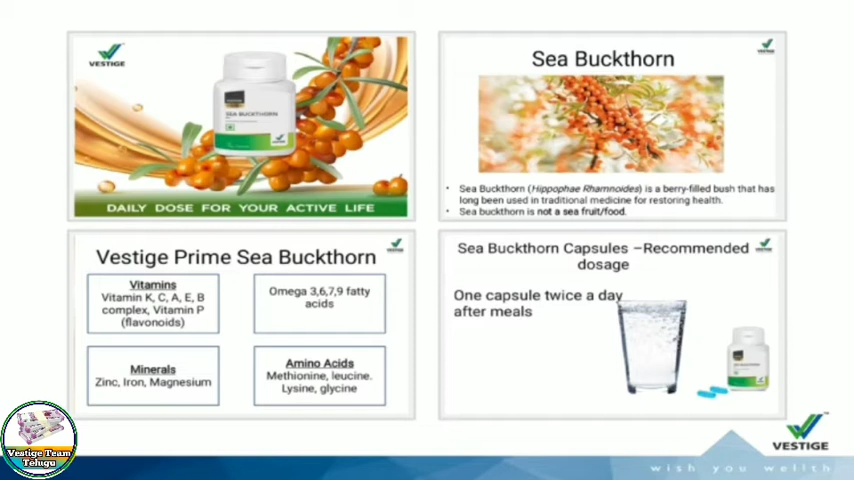 VESTIGE
SEA BUCKTHORN
DAILY DOSE FOR YOUR ACTIVE LIFE
Sea Buckthorn
VESTIGE
• Sea Buckthorn (Hippophae Rhamnoides) is a berry-filled bush that has
long been used in traditional medicine for restoring health.
• Sea buckthorn is not a sea fruit/food.
Vestige Prime Sea Buckthorn
VESTIGE
Vitamins
Vitamin K, C, A, E, B
complex, Vitamin P
(flavonoids)
Omega 3,6,7,9 fatty
acids
Minerals
Zinc, Iron, Magnesium
Amino Acids
Methionine, leucine.
Lysine, glycine
Sea Buckthorn Capsules –Recommended
dosage
VESTIGE
One capsule twice a day
after meals
Vestige Team
Telugu
VESTIGE
wish you wellth